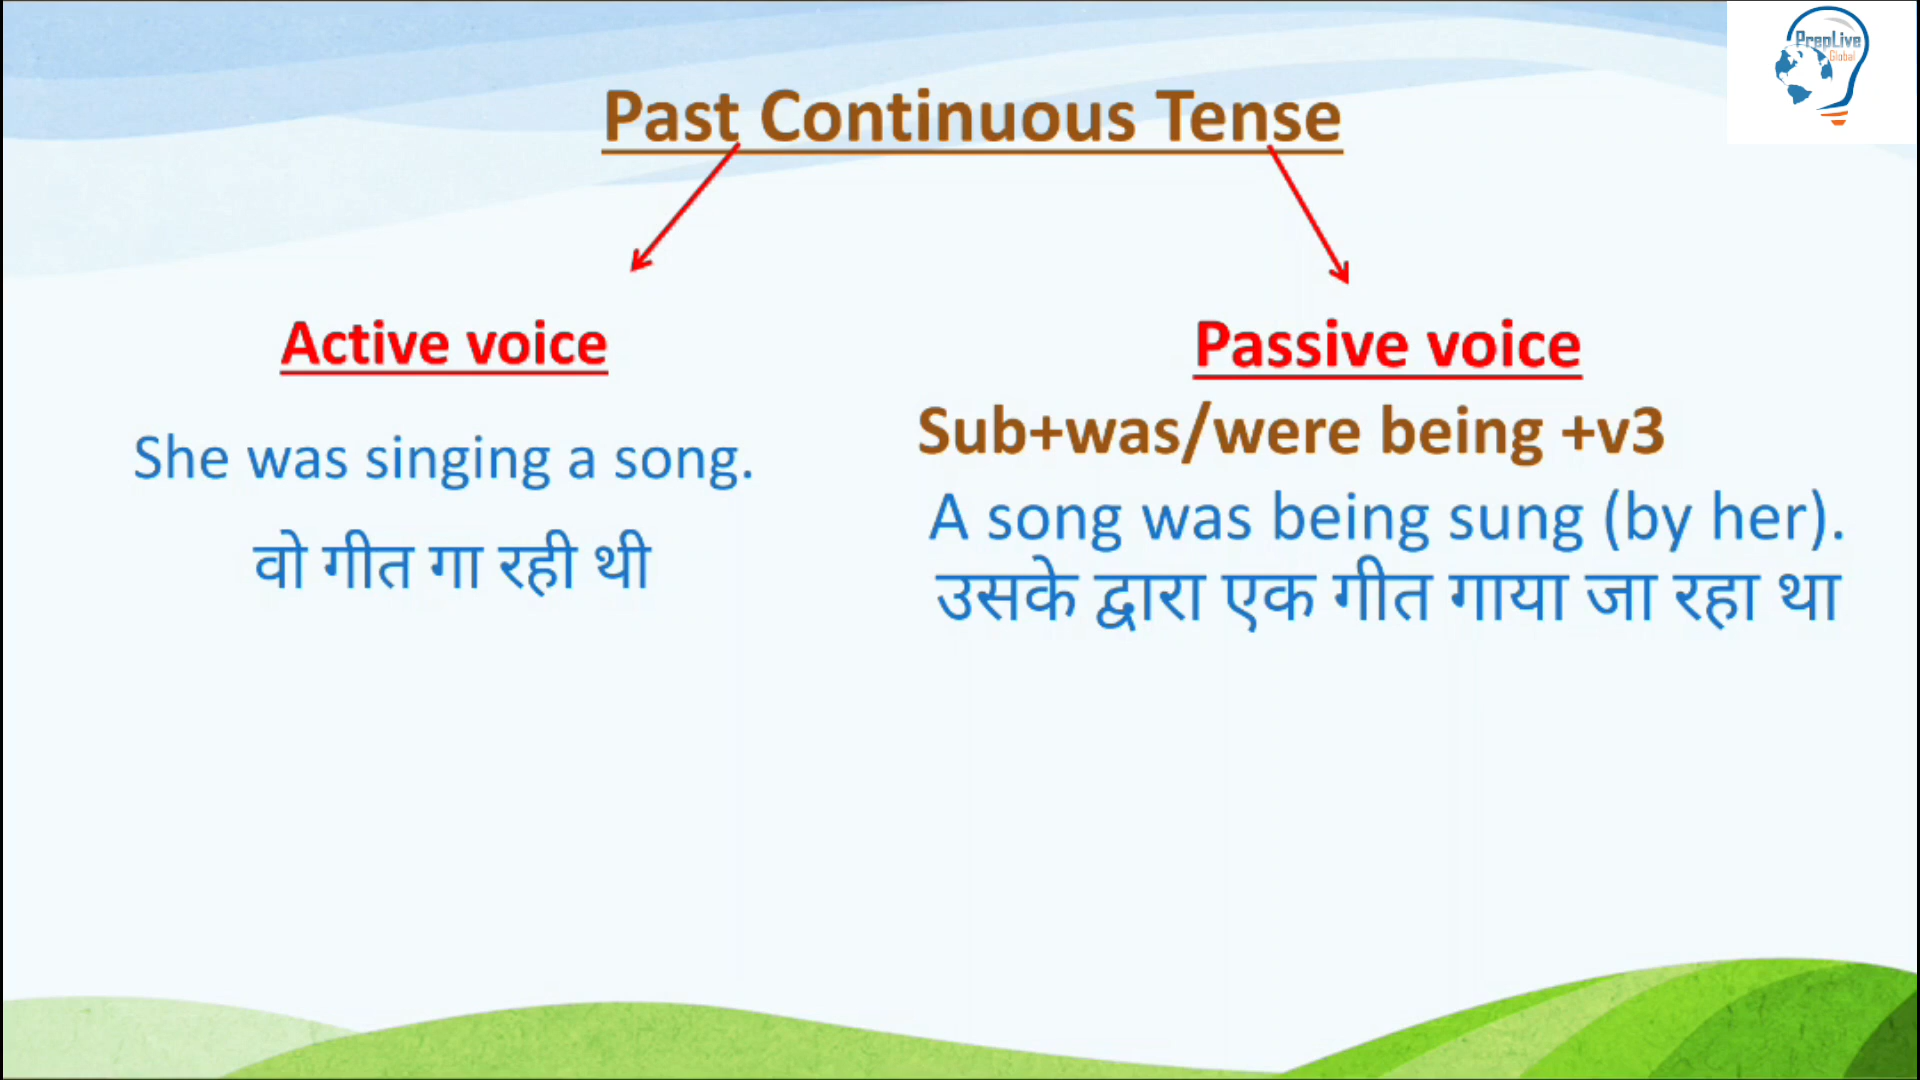 PrepLive
Global
Past Continuous Tense
Active voice
She was singing a song.
वो गीत गा रही थी
Passive voice
Sub+was/were being +v3
A song was being sung (by her).
उसके द्वारा एक गीत गाया जा रहा था